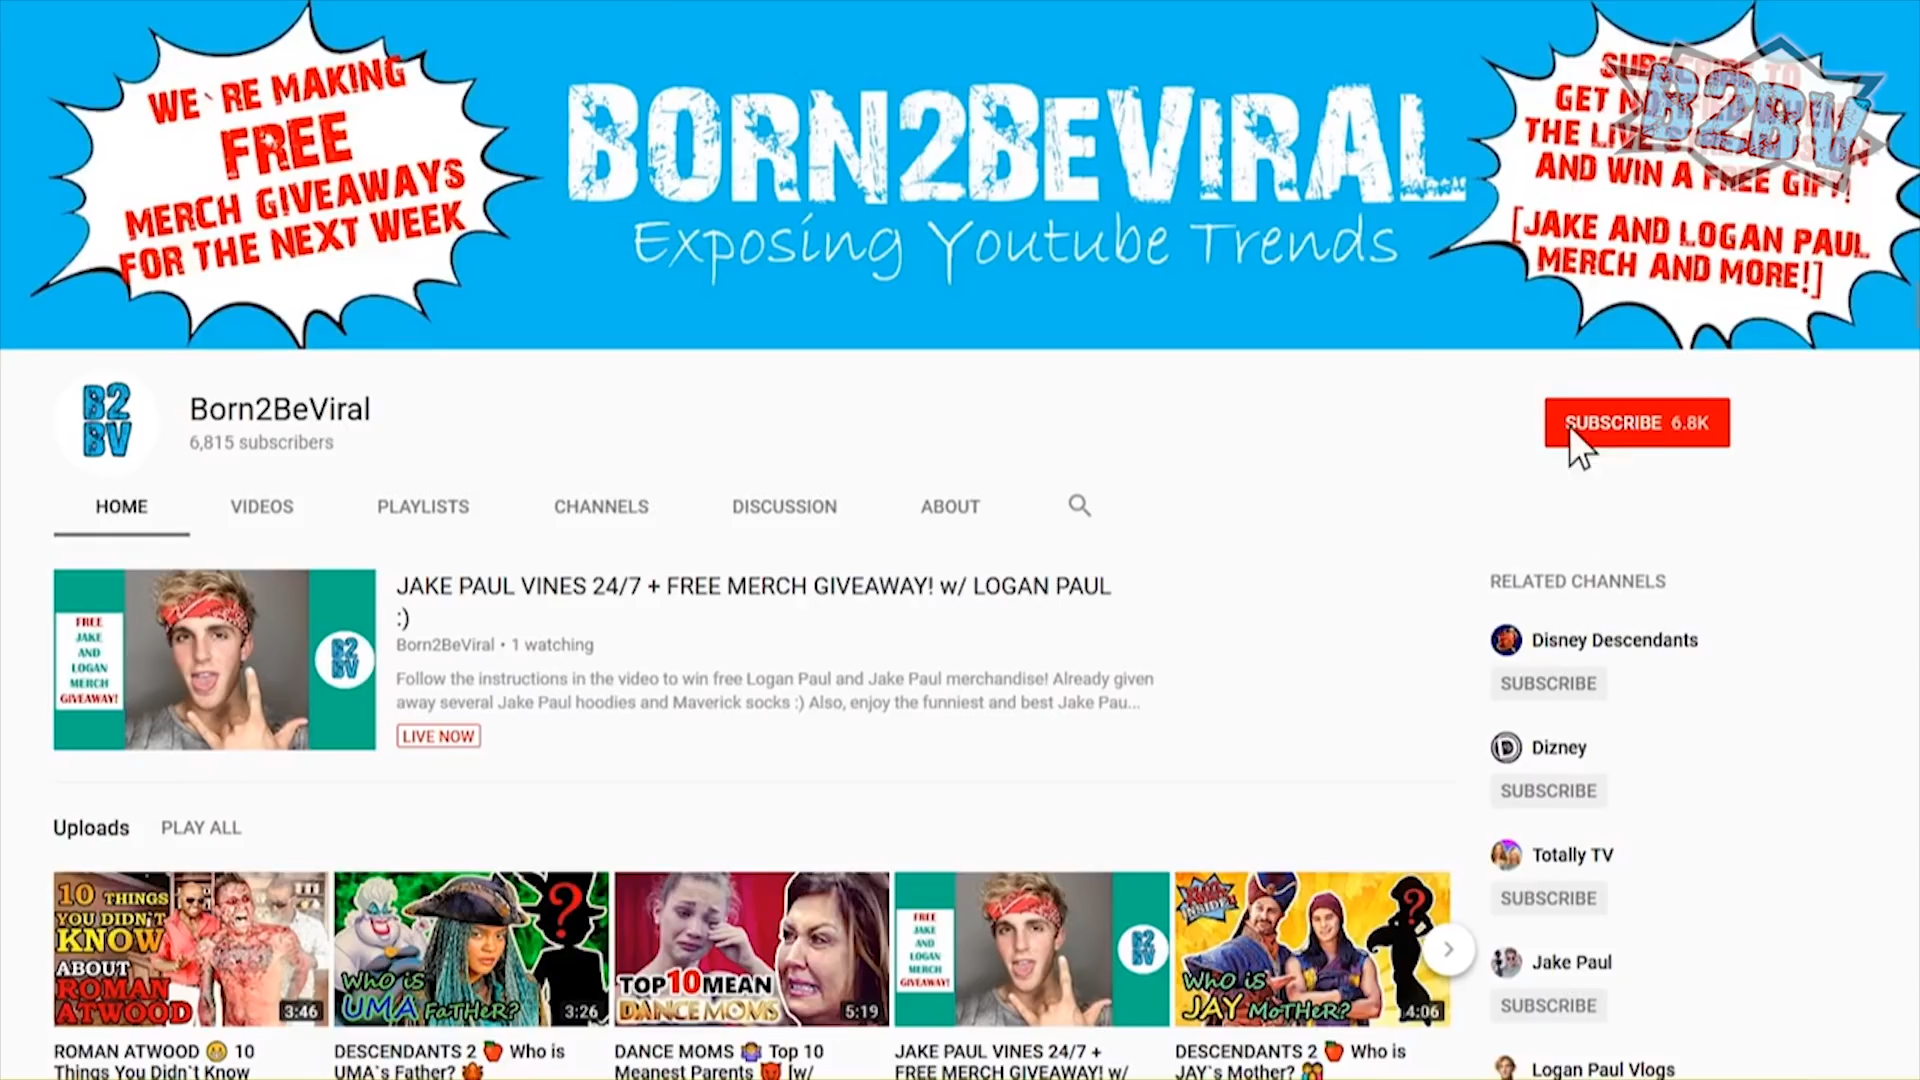 WE`RE MAKING
FREE
MERCH GIVEAWAYS
FOR THE NEXT WEEK
BORN2BEVIRAL
Exposing Youtube Trends
SUBSCRIBE TO
GET
THE
AND WIN A FREE GIFT!
[JAKE AND LOGAN PAUL
MERCH AND MORE!]
B2BV
B2
BV
Born2BeViral
6,815 subscribers
SUBSCRIBE 6.8K
HOME VIDEOS PLAYLISTS CHANNELS DISCUSSION ABOUT
FREE
JAKE
AND
LOGAN
MERCH
GIVEAWAY!
B2
BV
JAKE PAUL VINES 24/7 + FREE MERCH GIVEAWAY! w/ LOGAN PAUL
:)
Born2BeViral • 1 watching
Follow the instructions in the video to win free Logan Paul and Jake Paul merchandise! Already given
away several Jake Paul hoodies and Maverick socks :) Also, enjoy the funniest and best Jake Pau...
LIVE NOW
RELATED CHANNELS
Disney Descendants
SUBSCRIBE
Dizney
SUBSCRIBE
Totally TV
SUBSCRIBE
Jake Paul
SUBSCRIBE
Logan Paul Vlogs
Uploads PLAY ALL
10 THINGS
YOU DIDN'T
KNOW
ABOUT
ROMAN
ATWOOD
3:46
WHO iS
UMA FaTHeR?
3:26
TOP 10 MEAN
DANCE MOMS
5:19
FREE
JAKE
AND
LOGAN
MERCH
GIVEAWAY!
B2
BV
INSIDE!
WHO iS
JAY MoTHeR?
4:06
ROMAN ATWOOD 😁 10
Things You Didn`t Know
DESCENDANTS 2 🍎 Who is
UMA`s Father?
DANCE MOMS Top 10
Meanest Parents 😈 [w/
JAKE PAUL VINES 24/7 +
FREE MERCH GIVEAWAY! w/
DESCENDANTS 2 🍎 Who is
JAY`s Mother?